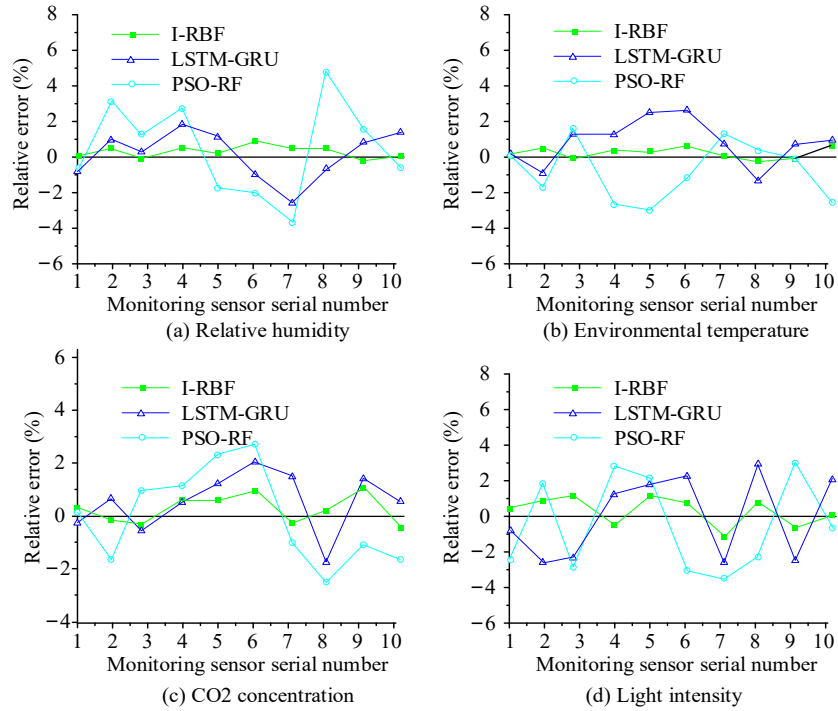 8
6
4
2
0
−2
−4
−6
Relative error (%)
I-RBF
LSTM-GRU
PSO-RF
1 2 3 4 5 6 7 8 9 10
Monitoring sensor serial number
(a) Relative humidity
8
6
4
2
0
−2
−4
−6
Relative error (%)
I-RBF
LSTM-GRU
PSO-RF
1 2 3 4 5 6 7 8 9 10
Monitoring sensor serial number
(b) Environmental temperature
6
4
2
0
−2
−4
Relative error (%)
I-RBF
LSTM-GRU
PSO-RF
1 2 3 4 5 6 7 8 9 10
Monitoring sensor serial number
(c) CO2 concentration
8
6
4
2
0
−2
−4
−6
Relative error (%)
I-RBF
LSTM-GRU
PSO-RF
1 2 3 4 5 6 7 8 9 10
Monitoring sensor serial number
(d) Light intensity